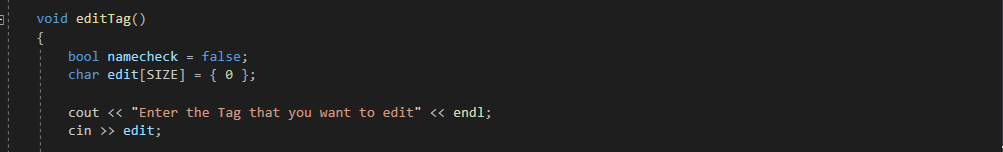 void editTag()
{
bool namecheck = false;
char edit[SIZE] = { 0 };
cout << "Enter the Tag that you want to edit" << endl;
cin >> edit;